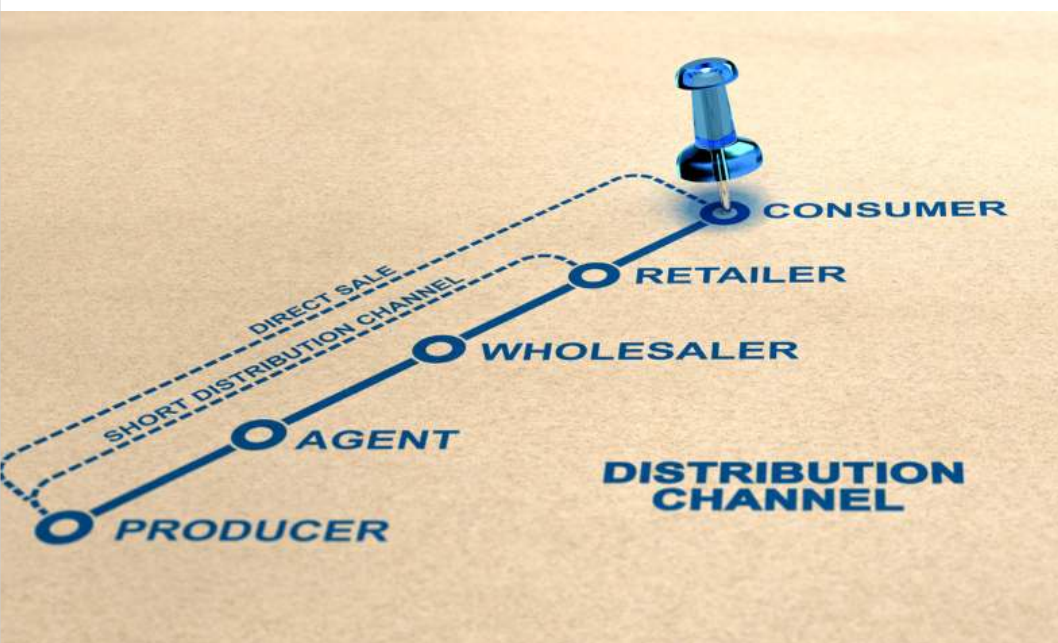 CONSUMER
DIRECT SALE
RETAILER
SHORT DISTRIBUTION CHANNEL
WHOLESALER
AGENT
DISTRIBUTION
CHANNEL
PRODUCER